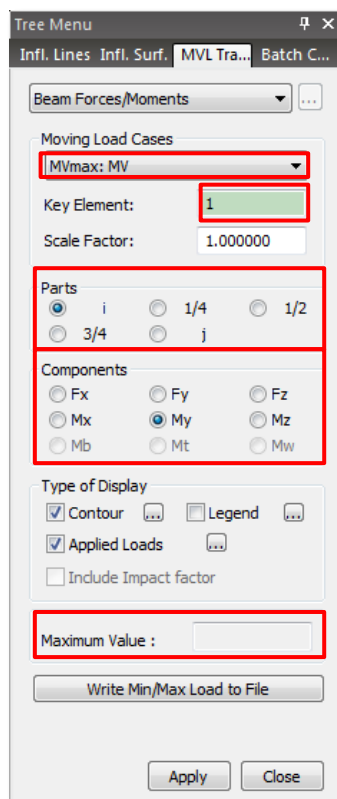 Tree Menu
Infl. Lines Infl. Surf. MVL Tra... Batch C...
Beam Forces/Moments ...
Moving Load Cases
MVmax: MV
Key Element: 1
Scale Factor: 1.000000
Parts
i 1/4 1/2
3/4 j
Components
Fx Fy Fz
Mx My Mz
Mb Mt Mw
Type of Display
Contour ... Legend ...
Applied Loads ...
Include Impact factor
Maximum Value :
Write Min/Max Load to File
Apply Close